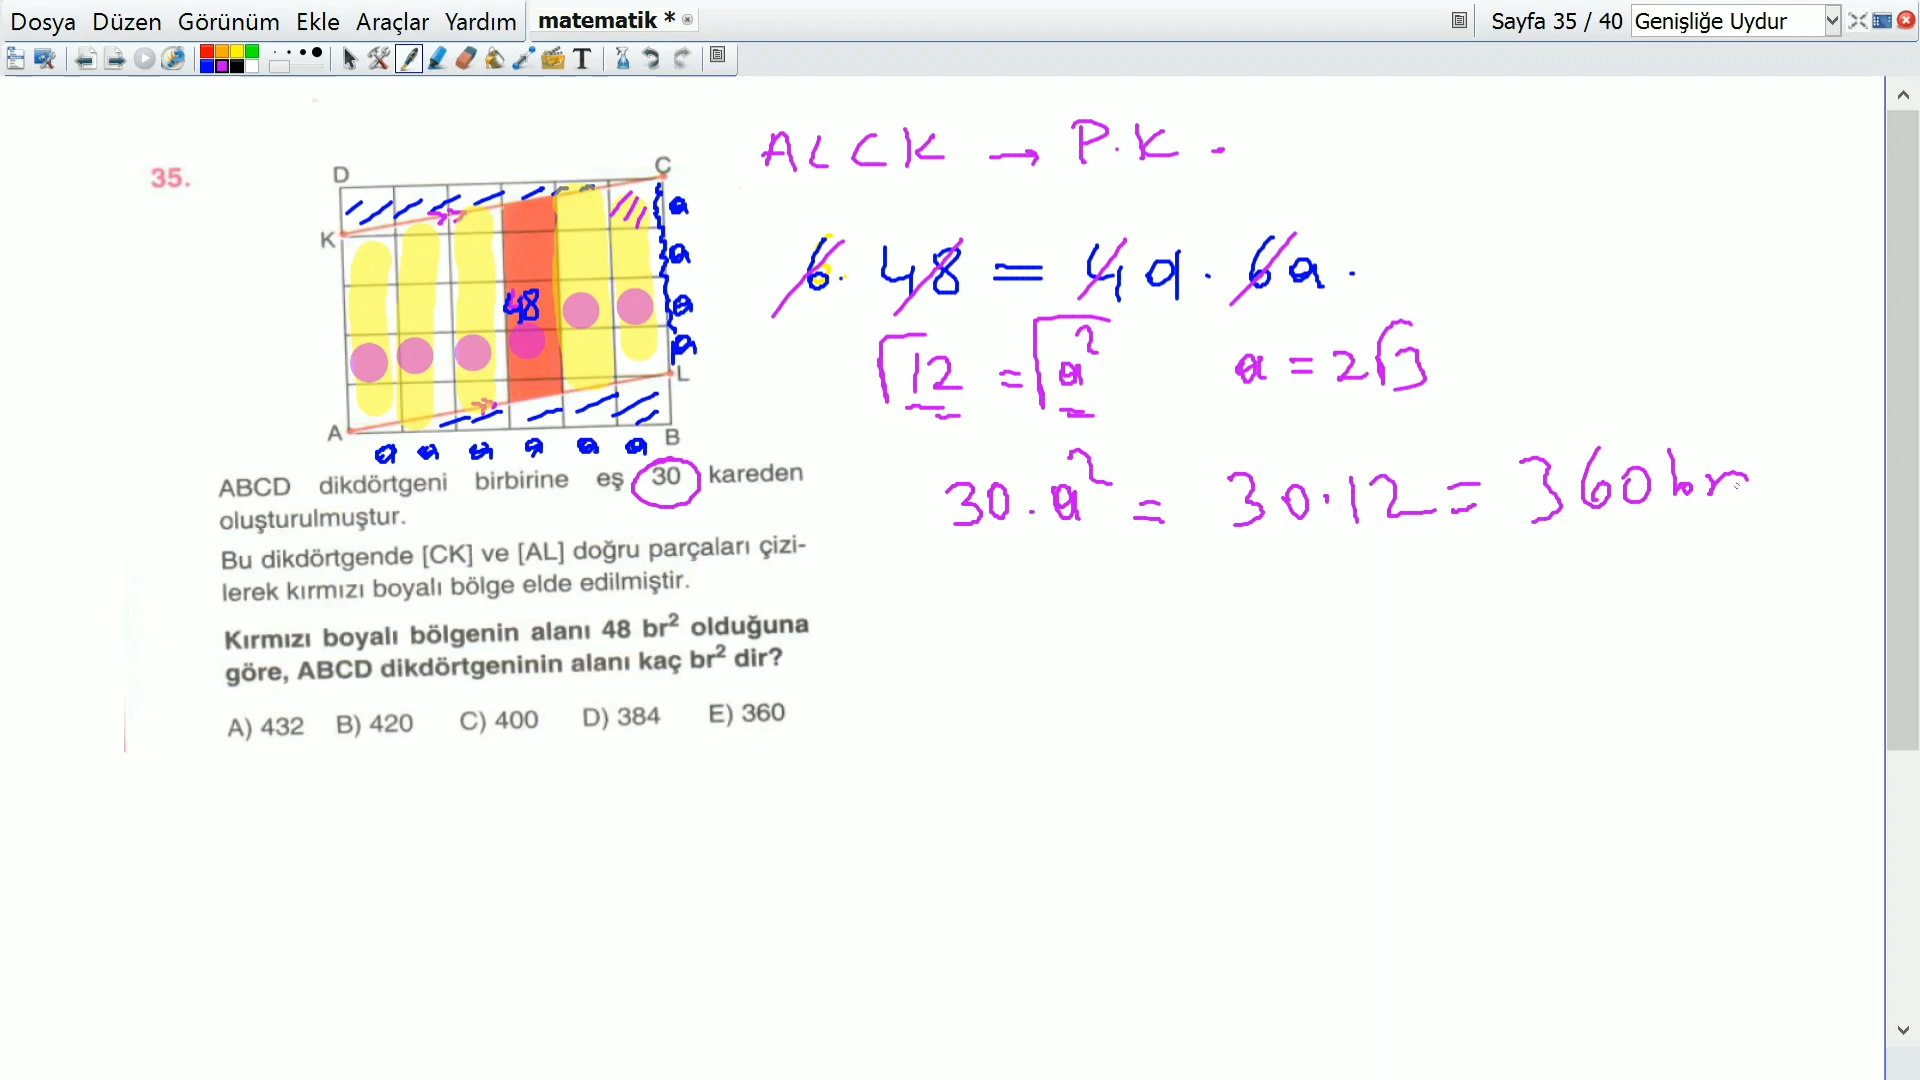 Dosya Düzen Görünüm Ekle Araçlar Yardım matematik * Sayfa 35 / 40 Genişliğe Uydur
T
35.
D C
K
48
L
A B
a
a
a
a
a a a a a a
ABCD dikdörtgeni birbirine eş 30 kareden
oluşturulmuştur.
Bu dikdörtgende [CK] ve [AL] doğru parçaları çizi-
lerek kırmızı boyalı bölge elde edilmiştir.
Kırmızı boyalı bölgenin alanı 48 br² olduğuna
göre, ABCD dikdörtgeninin alanı kaç br² dir?
A) 432 B) 420 C) 400 D) 384 E) 360
ALCK → P.K.
6. 48 = 4a . 6a .
√12 = √a² a = 2√3
30.a² = 30.12 = 360 br